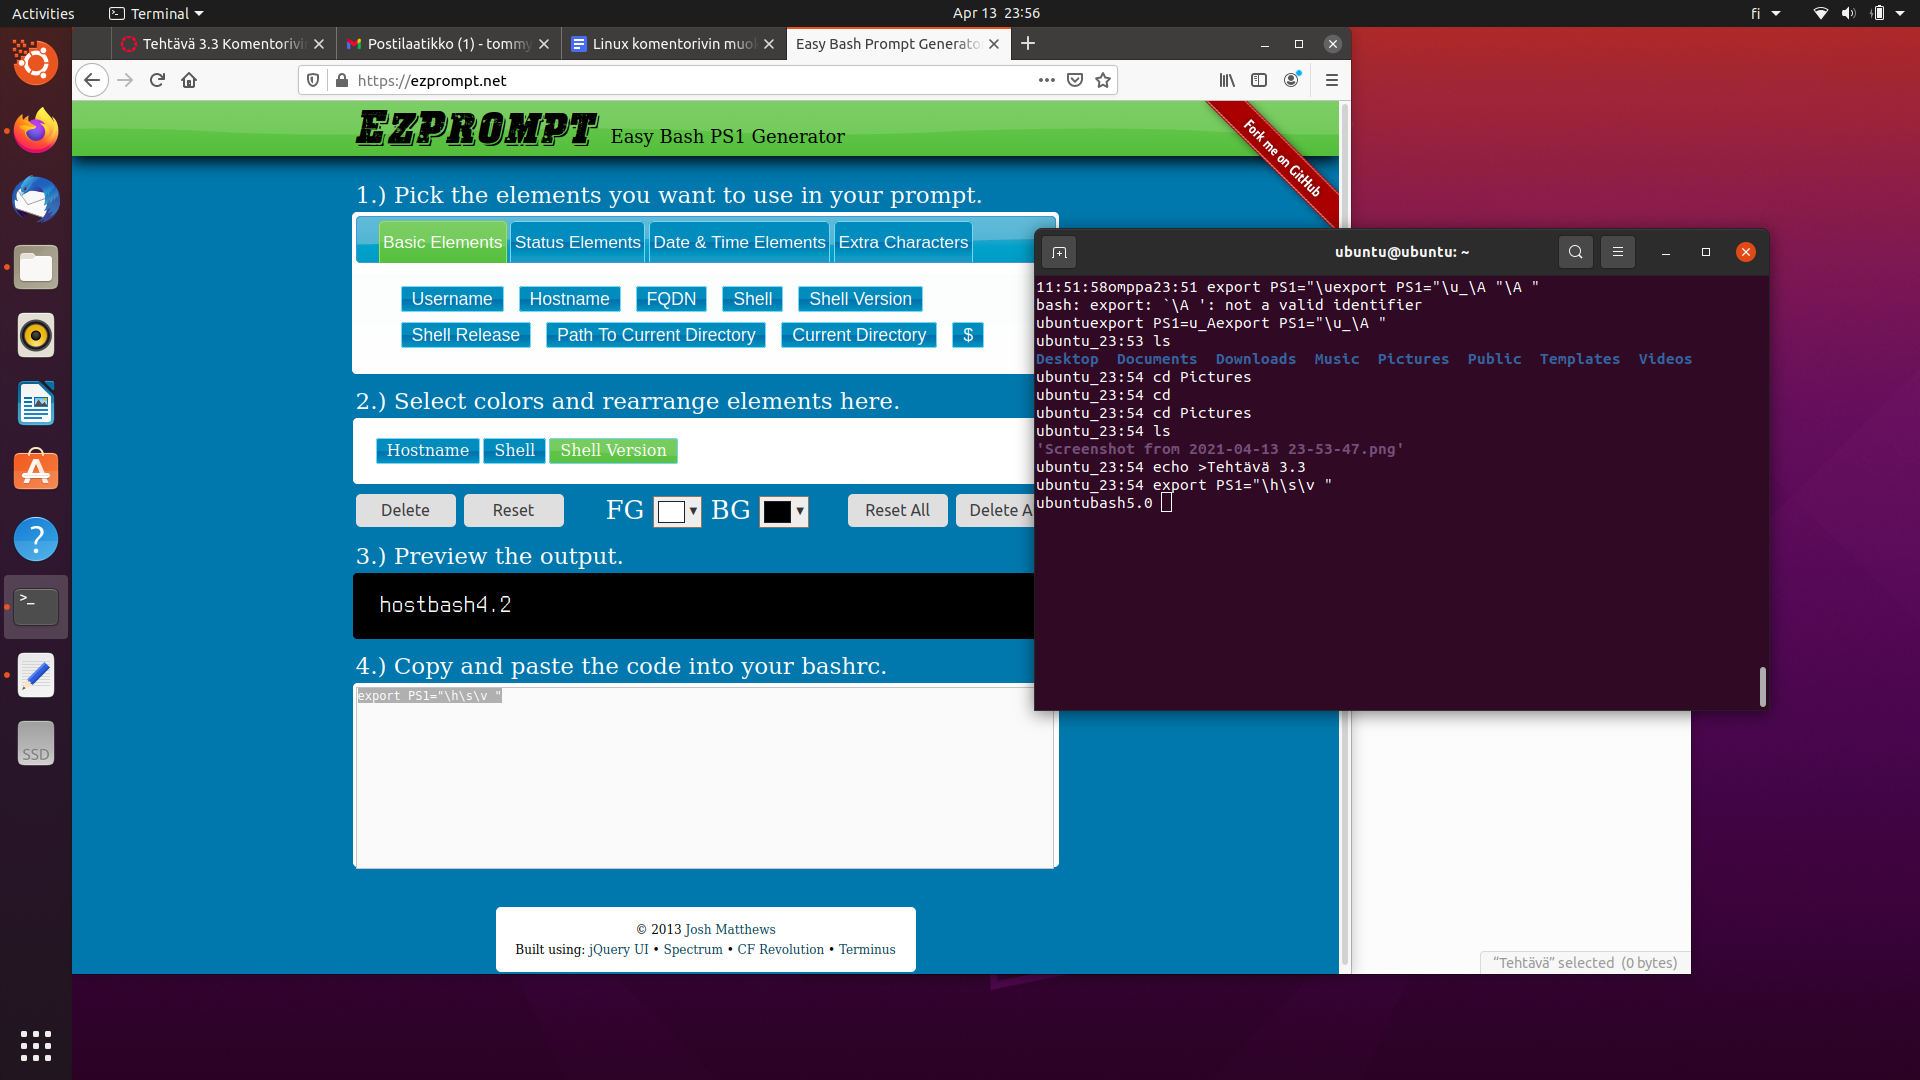 Activities
Terminal
Apr 13 23:56
fi
Tehtävä 3.3 Komentorivin
Postilaatikko (1) - tommy
Linux komentorivin muok
Easy Bash Prompt Generato
https://ezprompt.net
EZPROMPT
Easy Bash PS1 Generator
Fork me on GitHub
1.) Pick the elements you want to use in your prompt.
Basic Elements
Status Elements
Date & Time Elements
Extra Characters
Username
Hostname
FQDN
Shell
Shell Version
Shell Release
Path To Current Directory
Current Directory
$
2.) Select colors and rearrange elements here.
Hostname
Shell
Shell Version
Delete
Reset
FG
BG
Reset All
Delete A
3.) Preview the output.
hostbash4.2
4.) Copy and paste the code into your bashrc.
export PS1="\h\s\v "
© 2013 Josh Matthews
Built using: jQuery UI • Spectrum • CF Revolution • Terminus
ubuntu@ubuntu: ~
11:51:58omppa23:51 export PS1="\uexport PS1="\u_\A "\A "
bash: export: `\A ': not a valid identifier
ubuntuexport PS1=u_Aexport PS1="\u_\A "
ubuntu_23:53 ls
Desktop Documents Downloads Music Pictures Public Templates Videos
ubuntu_23:54 cd Pictures
ubuntu_23:54 cd
ubuntu_23:54 cd Pictures
ubuntu_23:54 ls
'Screenshot from 2021-04-13 23-53-47.png'
ubuntu_23:54 echo >Tehtävä 3.3
ubuntu_23:54 export PS1="\h\s\v "
ubuntubash5.0
SSD
“Tehtävä” selected (0 bytes)